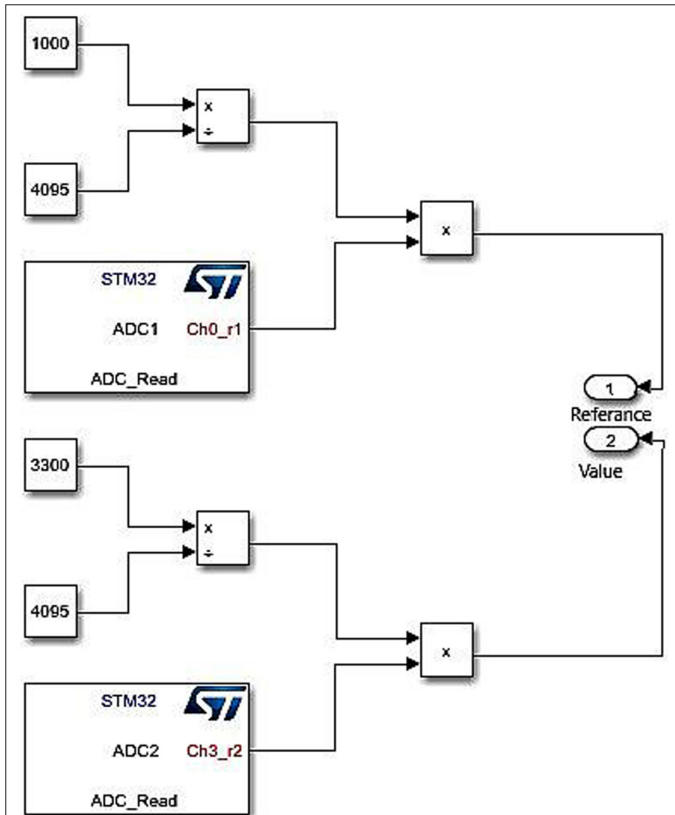 1000
×
÷
4095
×
STM32
ADC1 Ch0_r1
ADC_Read
1
Referance
2
Value
3300
×
÷
4095
×
STM32
ADC2 Ch3_r2
ADC_Read